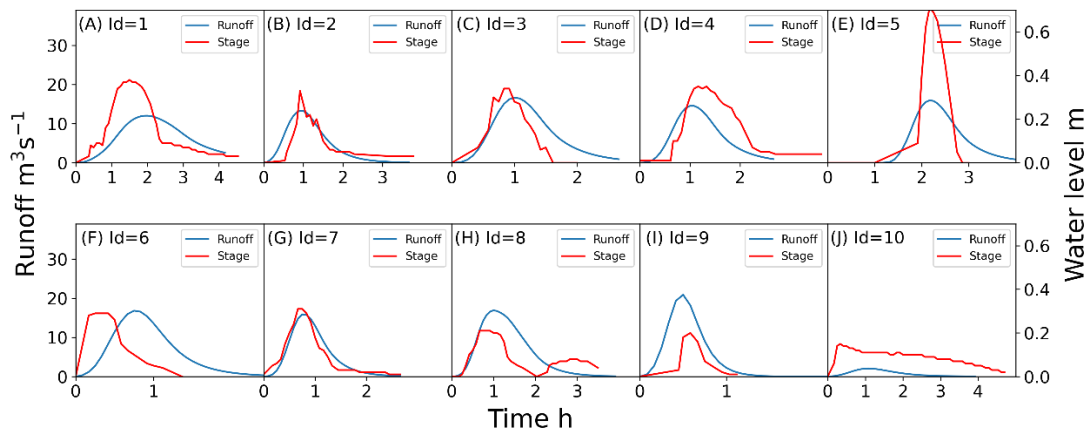 (A) Id=1 (B) Id=2 (C) Id=3 (D) Id=4 (E) Id=5
Runoff Runoff Runoff Runoff Runoff
Stage Stage Stage Stage Stage
30
20
10
0
0.6
0.4
0.2
0.0
0 1 2 3 4 0 1 2 3 0 1 0 1 2 0 1 2 3
(F) Id=6 (G) Id=7 (H) Id=8 (I) Id=9 (J) Id=10
Runoff Runoff Runoff Runoff Runoff
Stage Stage Stage Stage Stage
30
20
10
0
0.6
0.4
0.2
0.0
0 1 0 1 2 0 1 2 3 0 1 0 1 2 3 4
Runoff m³s⁻¹
Water level m
Time h